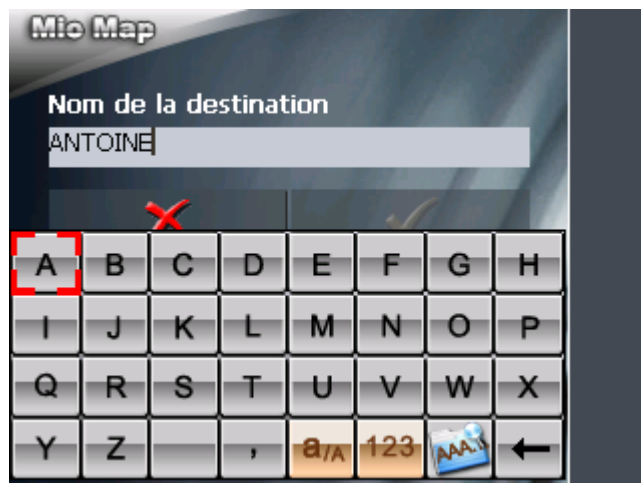 Mio Map
Nom de la destination
ANTOINE
A B C D E F G H
I J K L M N O P
Q R S T U V W X
Y Z , a/A 123 AAA..